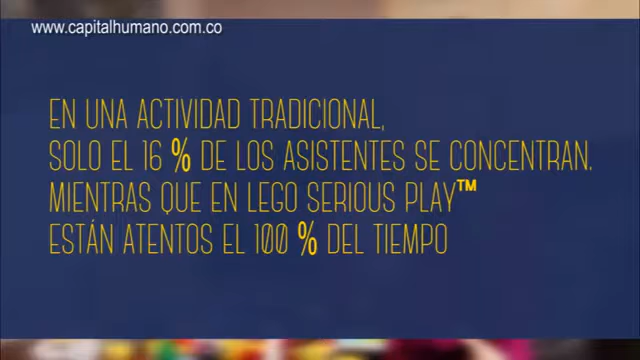 www.capitalhumano.com.co
EN UNA ACTIVIDAD TRADICIONAL,
SOLO EL 16 % DE LOS ASISTENTES SE CONCENTRAN,
MIENTRAS QUE EN LEGO SERIOUS PLAY™
ESTÁN ATENTOS EL 100 % DEL TIEMPO